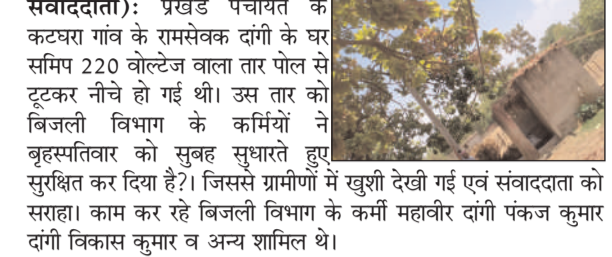 संवाददाता): प्रखंड पंचायत के
कटघरा गांव के रामसेवक दांगी के घर
समिप 220 वोल्टेज वाला तार पोल से
टूटकर नीचे हो गई थी। उस तार को
बिजली विभाग के कर्मियों ने
बृहस्पतिवार को सुबह सुधारते हुए
सुरक्षित कर दिया है?। जिससे ग्रामीणों में खुशी देखी गई एवं संवाददाता को
सराहा। काम कर रहे बिजली विभाग के कर्मी महावीर दांगी पंकज कुमार
दांगी विकास कुमार व अन्य शामिल थे।